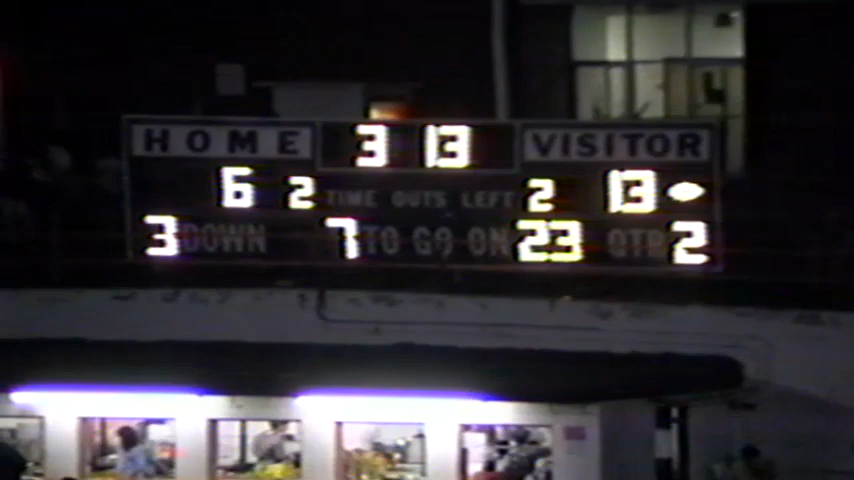 HOME 3 13 VISITOR
6 2 TIME OUTS LEFT 2 13
3 DOWN 7 TO GO ON 23 QTR 2